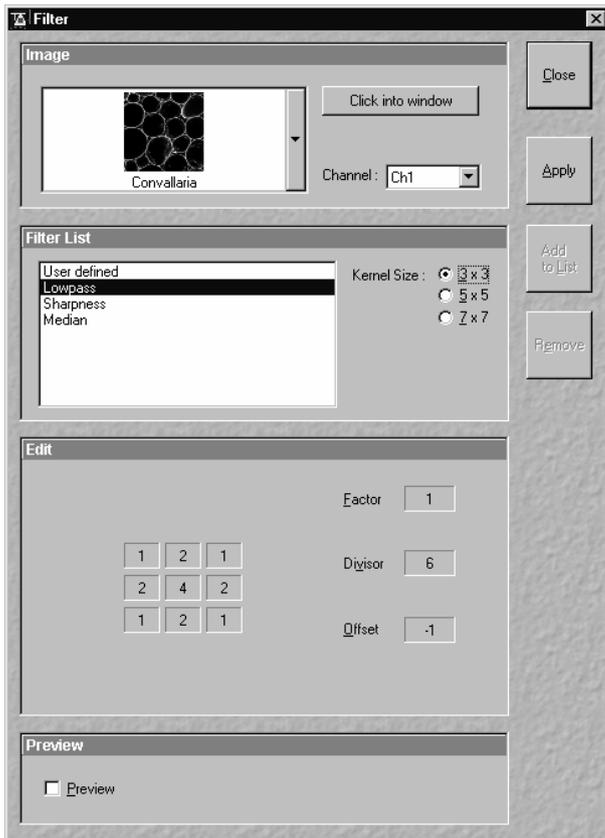 Filter
Image
Click into window
Convallaria
Channel : Ch1
Close
Apply
Add
to List
Remove
Filter List
User defined
Lowpass
Sharpness
Median
Kernel Size : 3 x 3
5 x 5
7 x 7
Edit
Factor 1
1 2 1
Divisor 6
2 4 2
1 2 1
Offset -1
Preview
Preview